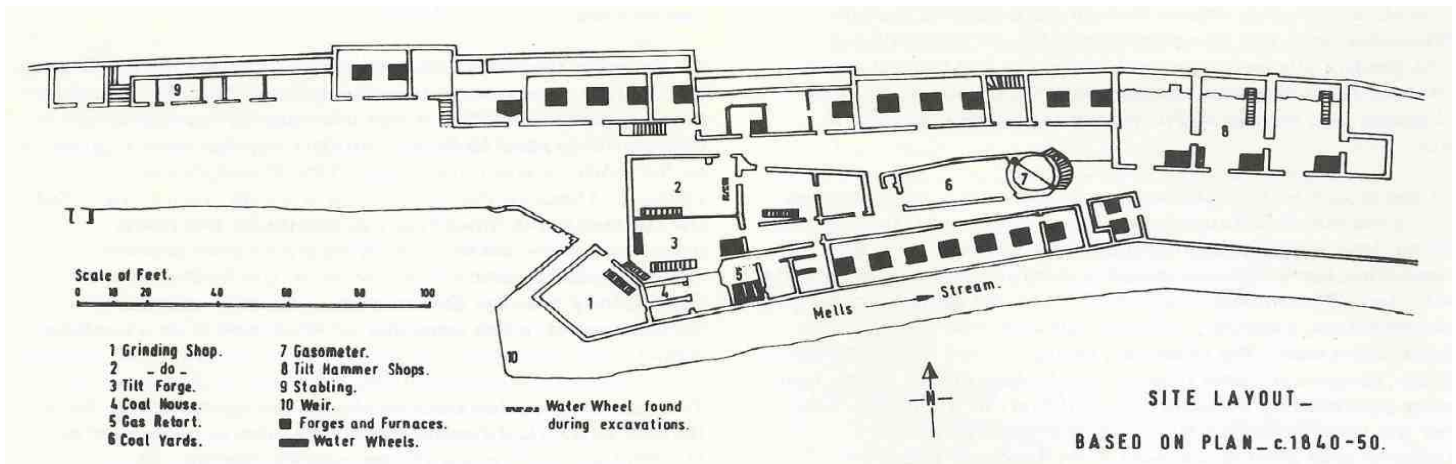 9
8
2
6
7
3
5
4
1
10
Mells Stream.
Scale of Feet.
0 10 20 40 60 80 100
1 Grinding Shop.
2 _ do _
3 Tilt Forge.
4 Coal House.
5 Gas Retort.
6 Coal Yards.
7 Gasometer.
8 Tilt Hammer Shops.
9 Stabling.
10 Weir.
Forges and Furnaces.
Water Wheels.
Water Wheel found
during excavations.
N
SITE LAYOUT_
BASED ON PLAN_c.1840-50.